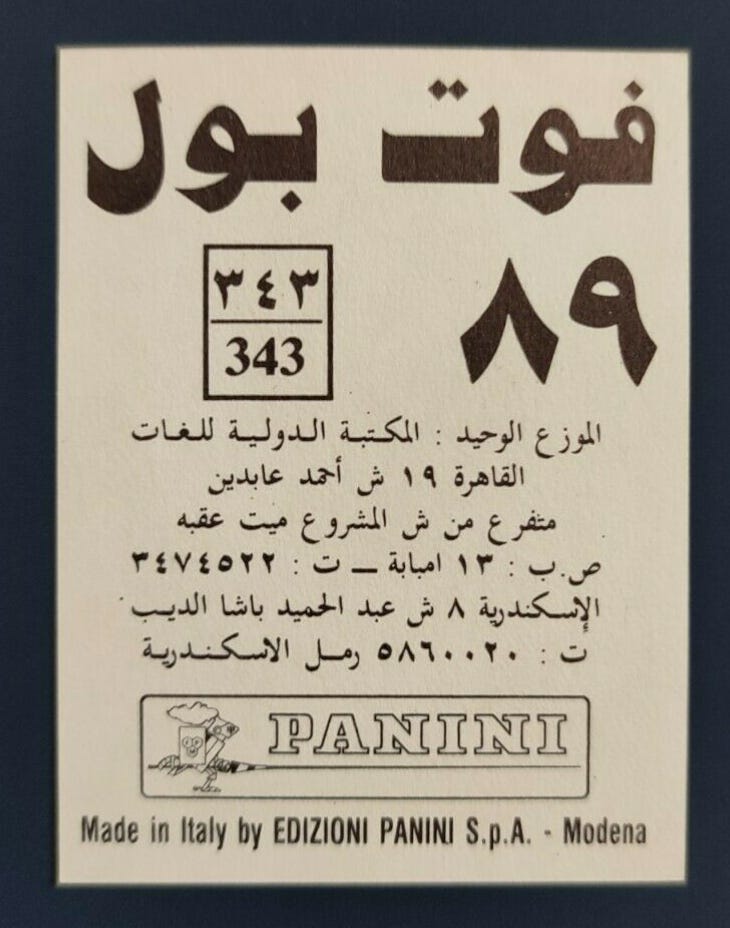 فوت بول
٨٩
٣٤٣
343
الموزع الوحيد : المكتبة الدولية للغات
القاهرة ١٩ ش أحمد عابدين
متفرع من ش المشروع ميت عقبه
ص.ب : ١٣ امبابة ــ ت : ٣٤٧٤٥٢٢
الإسكندرية ٨ ش عبد الحميد باشا الديب
ت : ٥٨٦٠٠٢٠ رمل الاسكندرية
PANINI
Made in Italy by EDIZIONI PANINI S.p.A. - Modena